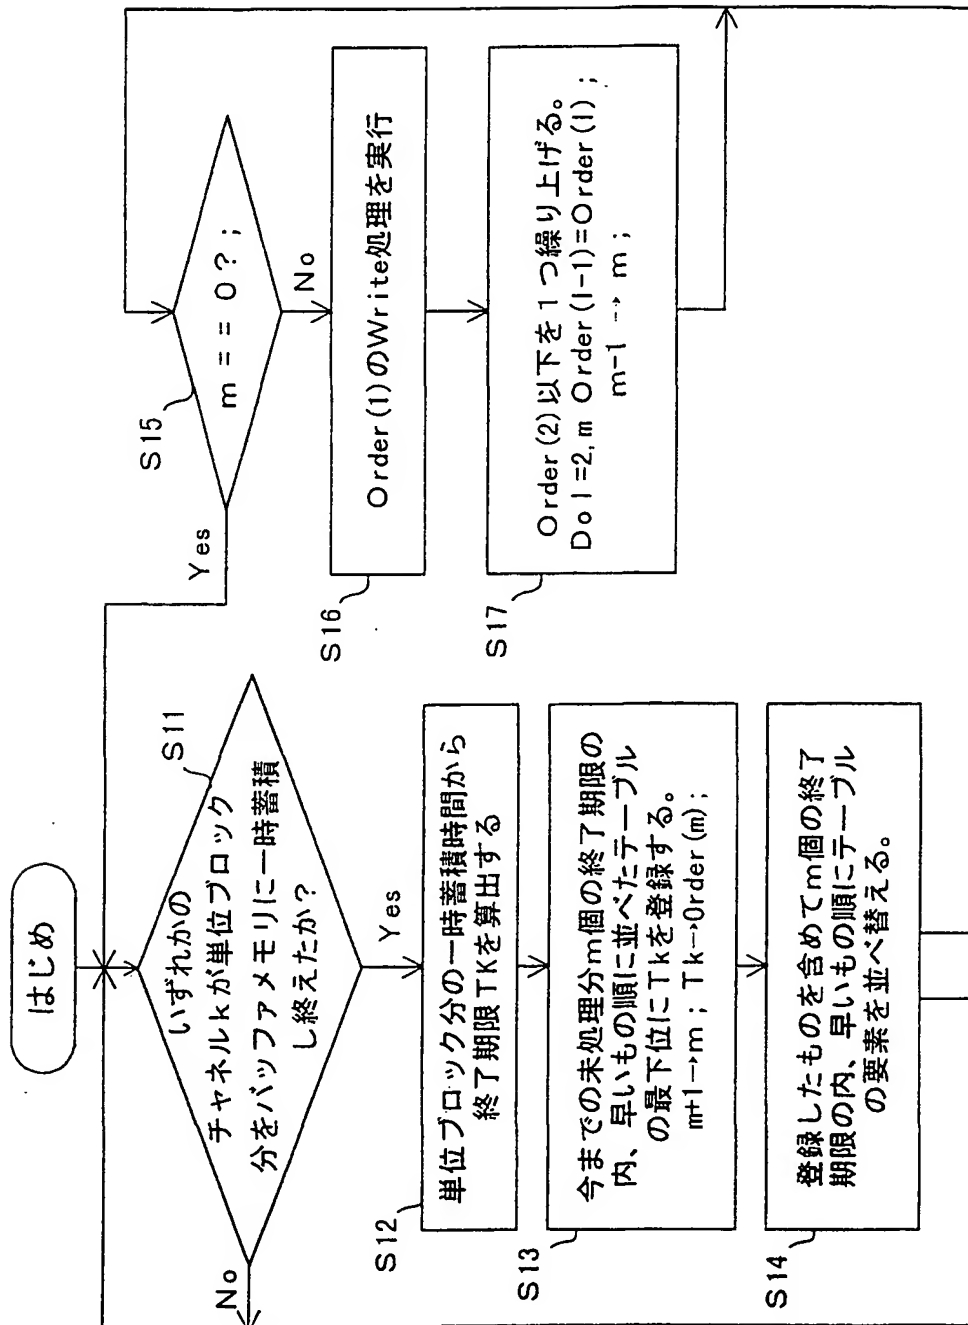 はじめ
S11
いずれかの
チャネルkが単位ブロック
分をバッファメモリに一時蓄積
し終えたか？
No
Yes
S12
単位ブロック分の一時蓄積時間から
終了期限TKを算出する
S13
今までの未処理分m個の終了期限の
内、早いもの順に並べたテーブル
の最下位にTkを登録する。
m+1→m ; Tk→Order(m);
S14
登録したものを含めてm個の終了
期限の内、早いもの順にテーブル
の要素を並べ替える。
S15
m==0?;
Yes
No
S16
Order(1)のWrite処理を実行
S17
Order(2)以下を1つ繰り上げる。
Do l=2,m Order(l-1)=Order(l);
m-1→m;